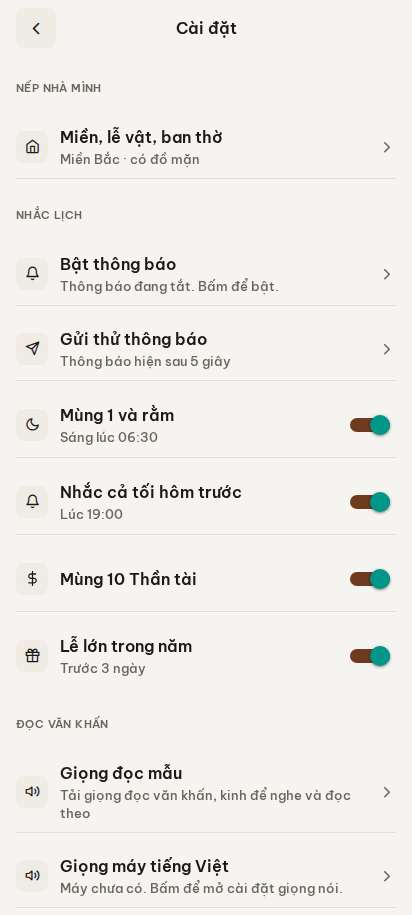 Cài đặt
NẾP NHÀ MÌNH
Miền, lễ vật, ban thờ
Miền Bắc · có đồ mặn
NHẮC LỊCH
Bật thông báo
Thông báo đang tắt. Bấm để bật.
Gửi thử thông báo
Thông báo hiện sau 5 giây
Mùng 1 và rằm
Sáng lúc 06:30
Nhắc cả tối hôm trước
Lúc 19:00
Mùng 10 Thần tài
Lễ lớn trong năm
Trước 3 ngày
ĐỌC VĂN KHẤN
Giọng đọc mẫu
Tải giọng đọc văn khấn, kinh để nghe và đọc
theo
Giọng máy tiếng Việt
Máy chưa có. Bấm để mở cài đặt giọng nói.